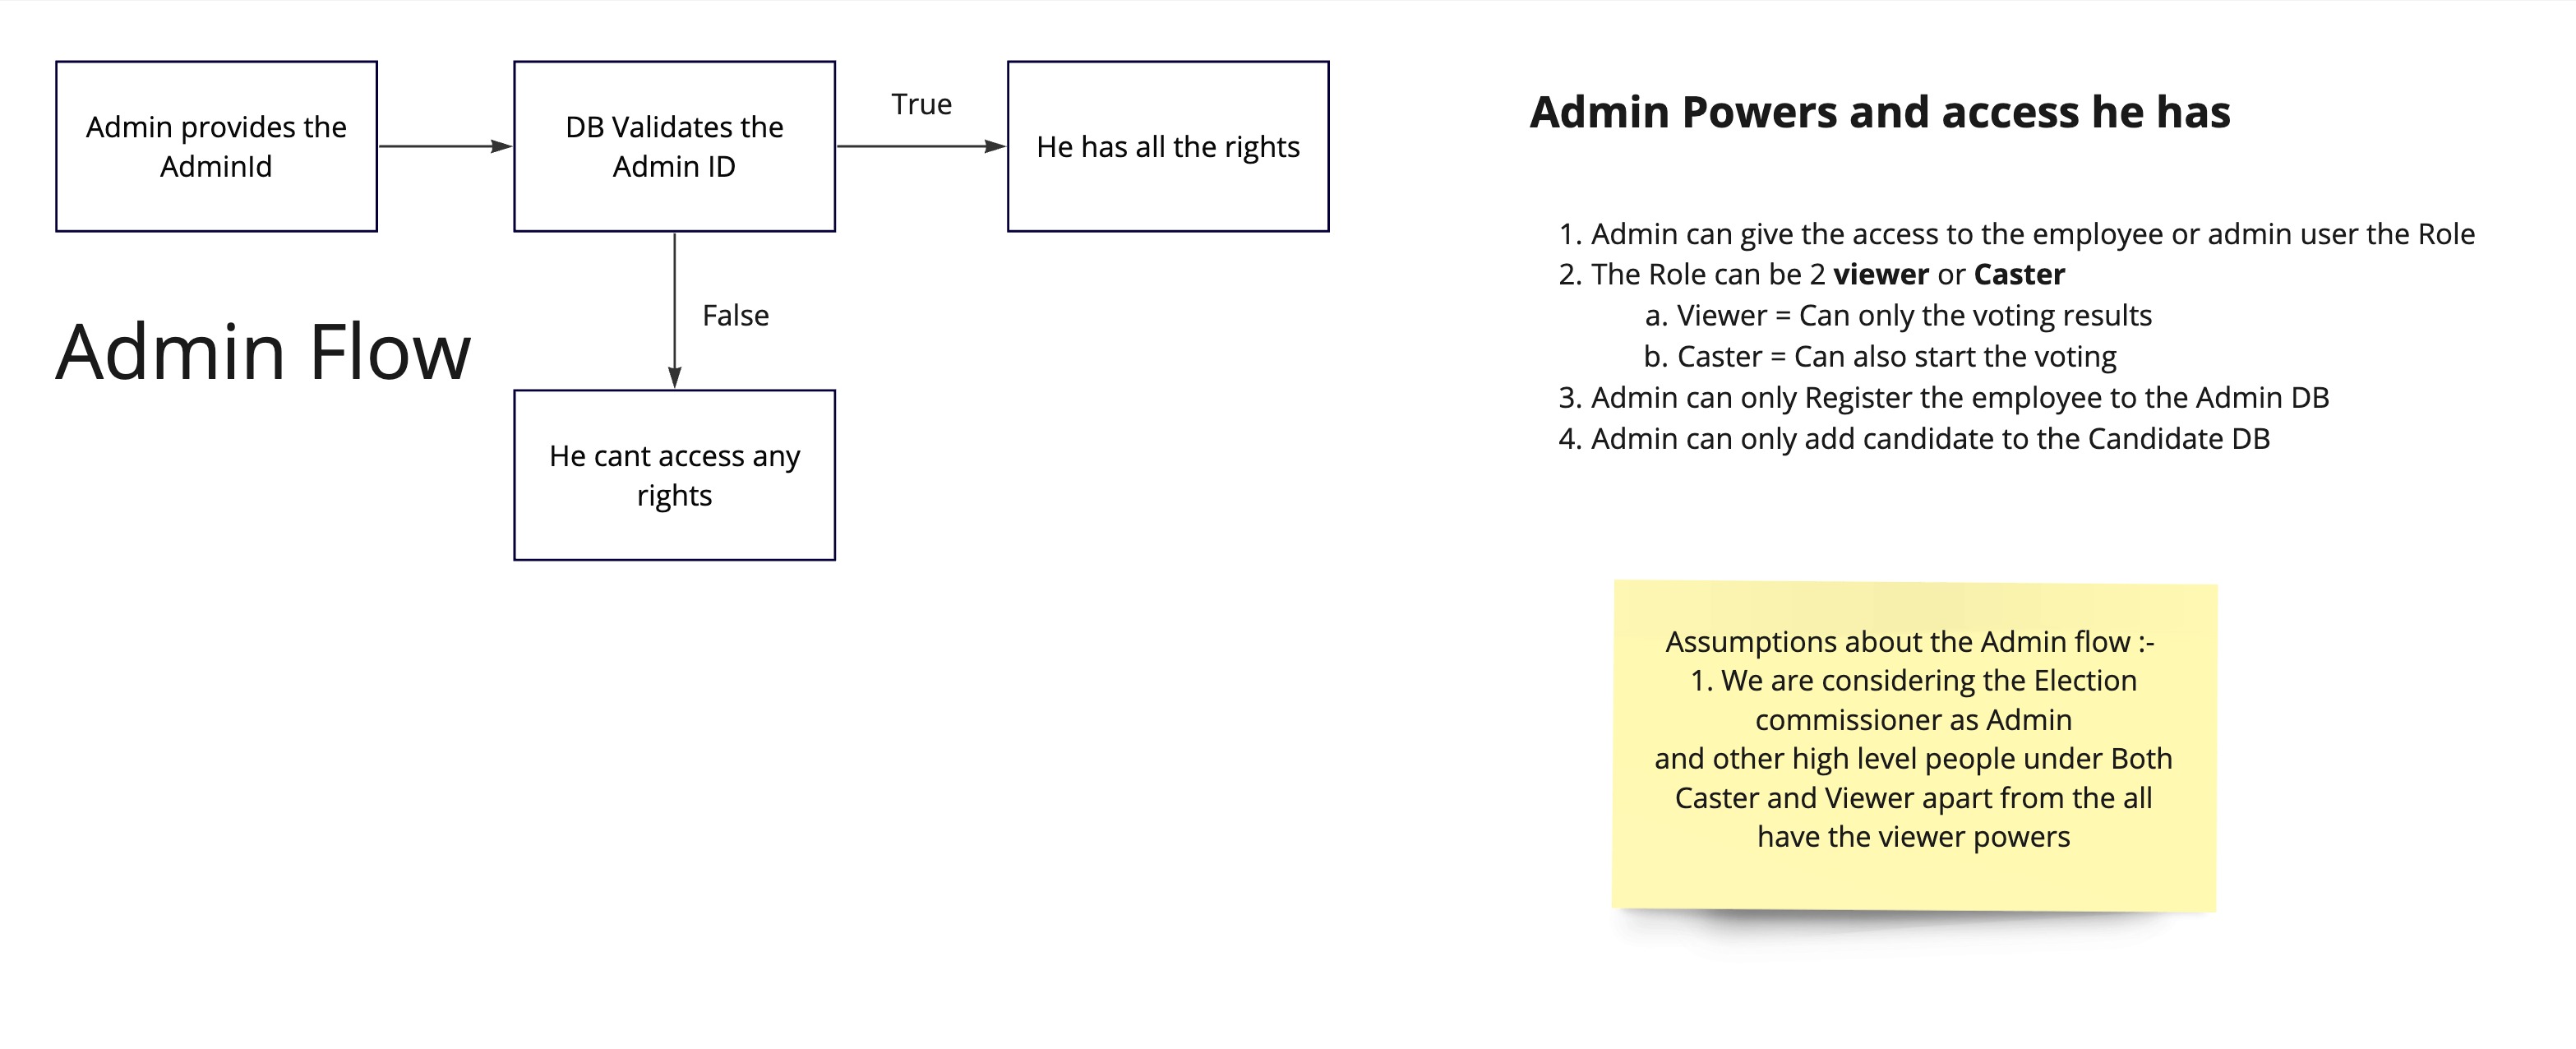 Admin provides the
AdminId
DB Validates the
Admin ID
True
He has all the rights
False
He cant access any
rights
Admin Flow
Admin Powers and access he has
1. Admin can give the access to the employee or admin user the Role
2. The Role can be 2 viewer or Caster
a. Viewer = Can only the voting results
b. Caster = Can also start the voting
3. Admin can only Register the employee to the Admin DB
4. Admin can only add candidate to the Candidate DB
Assumptions about the Admin flow :-
1. We are considering the Election
commissioner as Admin
and other high level people under Both
Caster and Viewer apart from the all
have the viewer powers